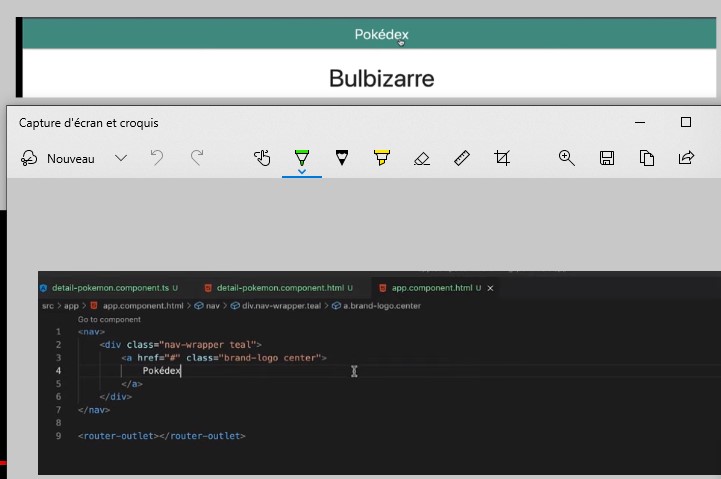 Pokédex
Bulbizarre
Capture d'écran et croquis
Nouveau
detail-pokemon.component.ts U
detail-pokemon.component.html U
app.component.html U
src > app > app.component.html > nav > div.nav-wrapper.teal > a.brand-logo.center
Go to component
1 <nav>
2 <div class="nav-wrapper teal">
3 <a href="#" class="brand-logo center">
4 Pokédex
5 </a>
6 </div>
7 </nav>
8
9 <router-outlet></router-outlet>